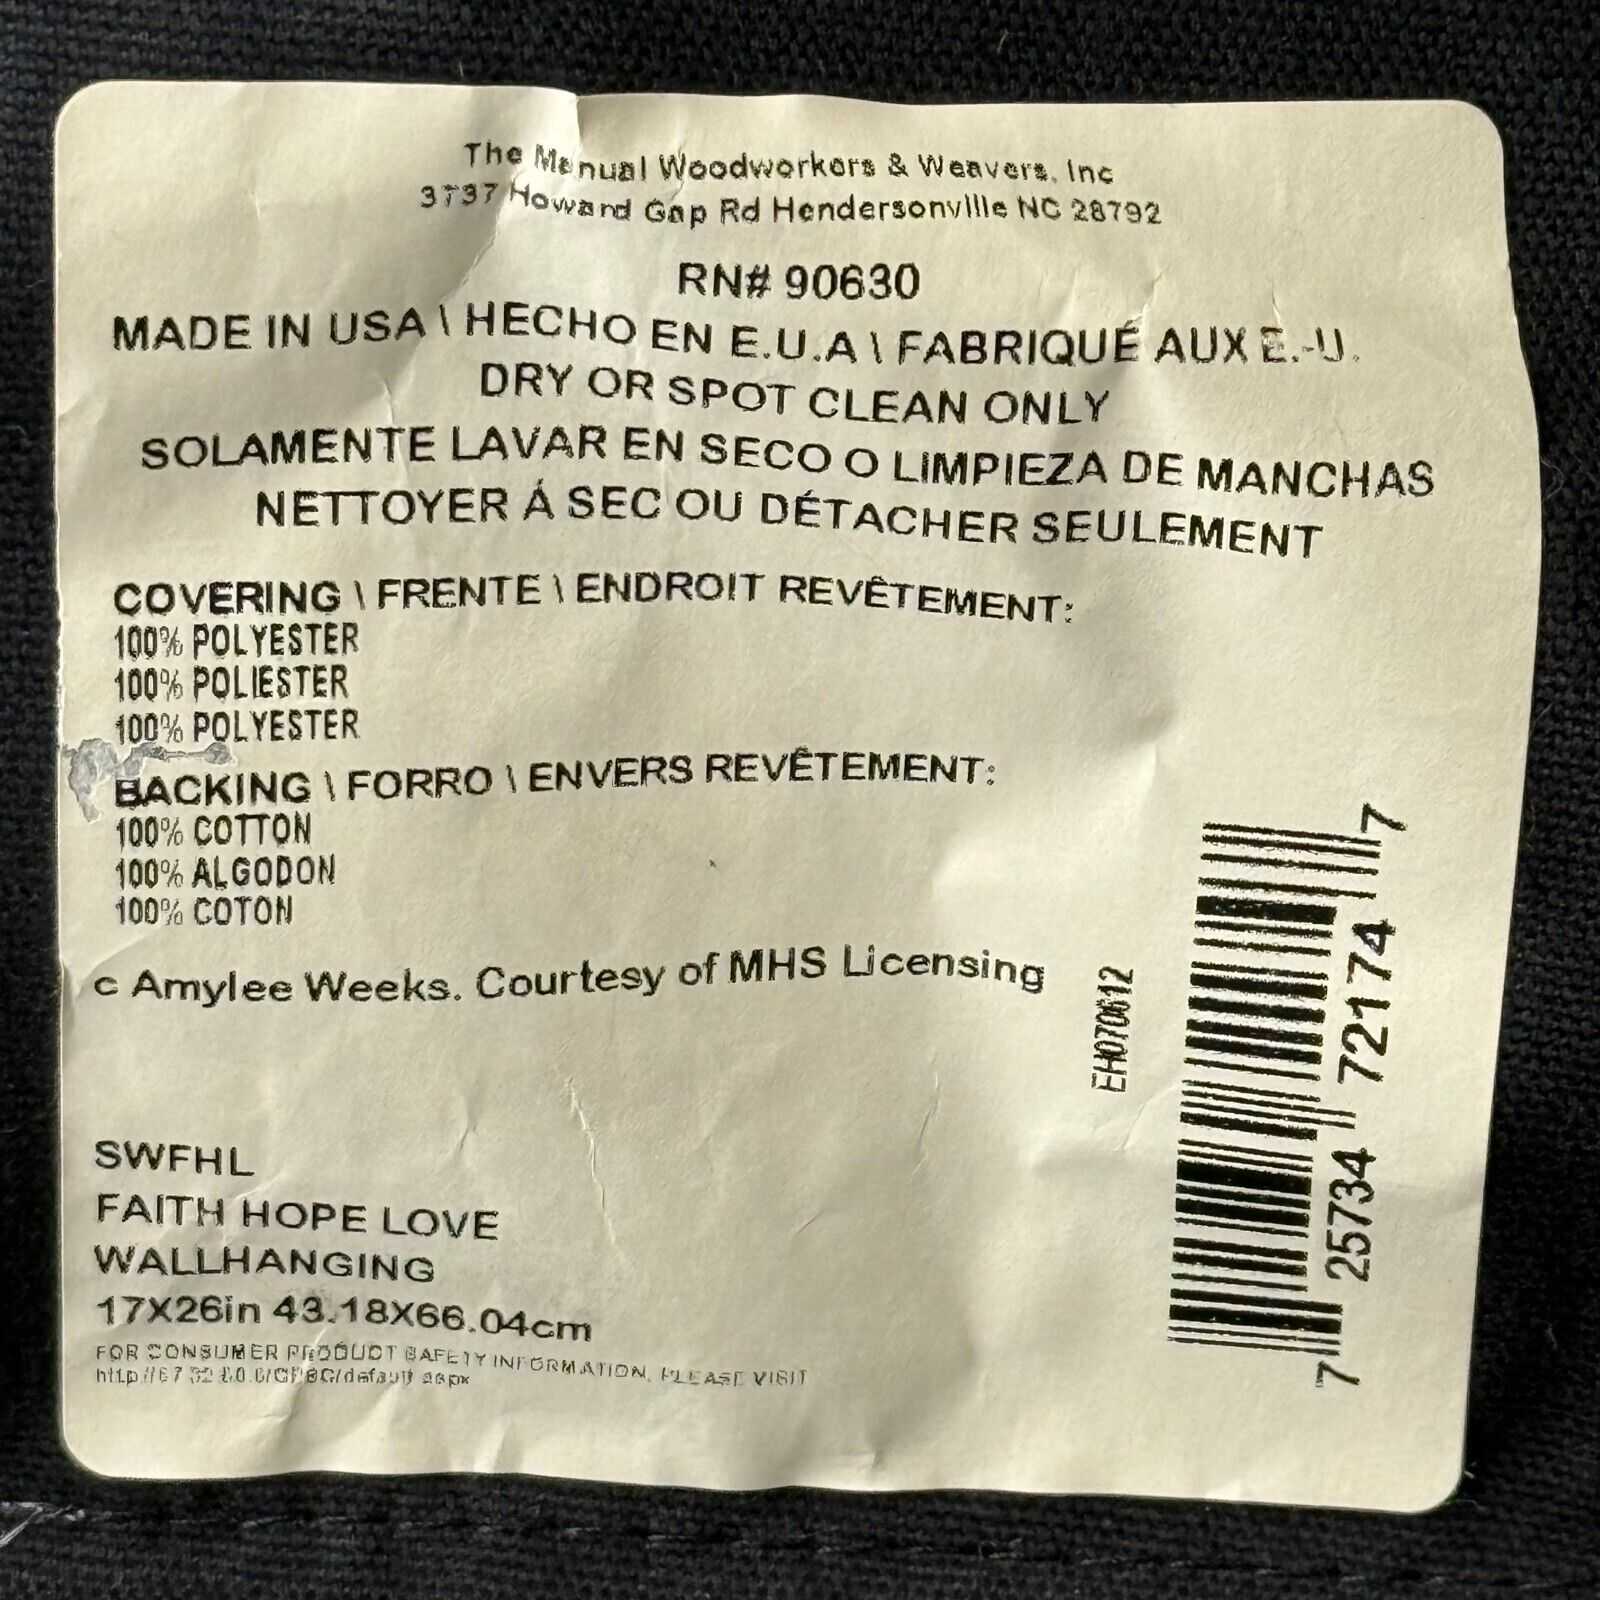 The Manual Woodworkers & Weavers, Inc
3737 Howard Gap Rd Hendersonville NC 28792
RN# 90630
MADE IN USA \ HECHO EN E.U.A \ FABRIQUÉ AUX E.-U.
DRY OR SPOT CLEAN ONLY
SOLAMENTE LAVAR EN SECO O LIMPIEZA DE MANCHAS
NETTOYER Á SEC OU DÉTACHER SEULEMENT
COVERING \ FRENTE \ ENDROIT REVÊTEMENT:
100% POLYESTER
100% POLIESTER
100% POLYESTER
BACKING \ FORRO \ ENVERS REVÊTEMENT:
100% COTTON
100% ALGODON
100% COTON
c Amylee Weeks. Courtesy of MHS Licensing
EH070612
7 25734 72174 7
SWFHL
FAITH HOPE LOVE
WALLHANGING
17X26in 43.18X66.04cm
FOR CONSUMER PRODUCT SAFETY INFORMATION, PLEASE VISIT